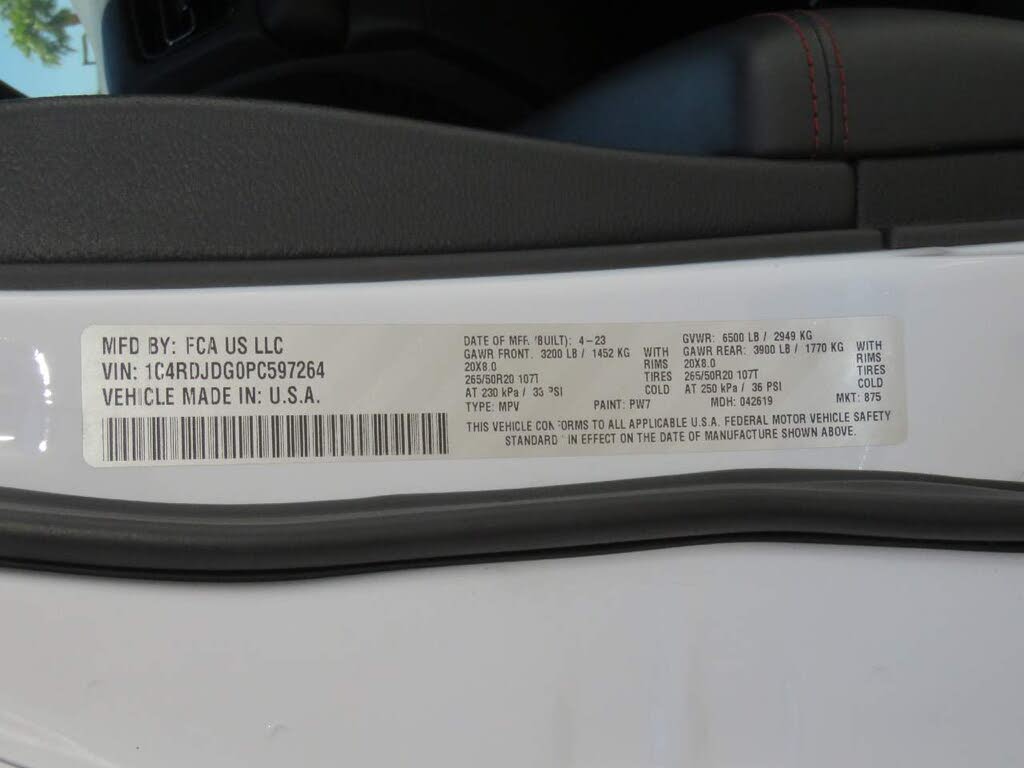 MFD BY: FCA US LLC
VIN: 1C4RDJDG0PC597264
VEHICLE MADE IN: U.S.A.
DATE OF MFR. (BUILT): 4-23
GAWR FRONT: 3200 LB / 1452 KG WITH
20X8.0 RIMS
265/50R20 107T TIRES
AT 230 kPa / 33 PSI COLD
TYPE: MPV PAINT: PW7
GVWR: 6500 LB / 2949 KG
GAWR REAR: 3900 LB / 1770 KG WITH
20X8.0 RIMS
265/50R20 107T TIRES
AT 250 kPa / 36 PSI COLD
MDH: 042619 MKT: 875
THIS VEHICLE CONFORMS TO ALL APPLICABLE U.S.A. FEDERAL MOTOR VEHICLE SAFETY
STANDARDS IN EFFECT ON THE DATE OF MANUFACTURE SHOWN ABOVE.